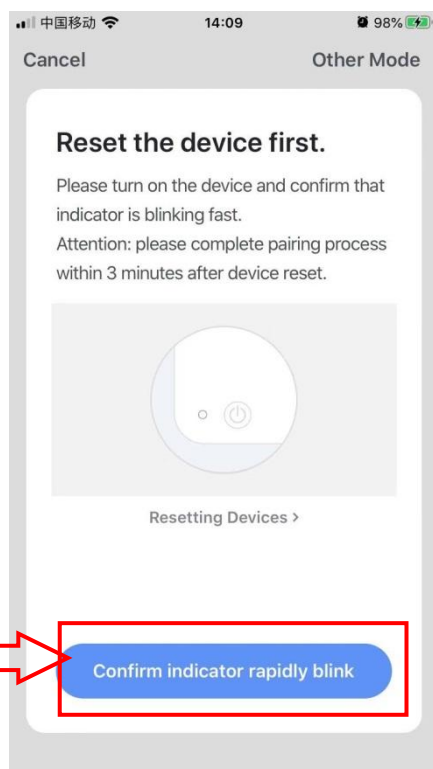 中国移动 14:09 98%
Cancel Other Mode
Reset the device first.
Please turn on the device and confirm that
indicator is blinking fast.
Attention: please complete pairing process
within 3 minutes after device reset.
Resetting Devices >
Confirm indicator rapidly blink